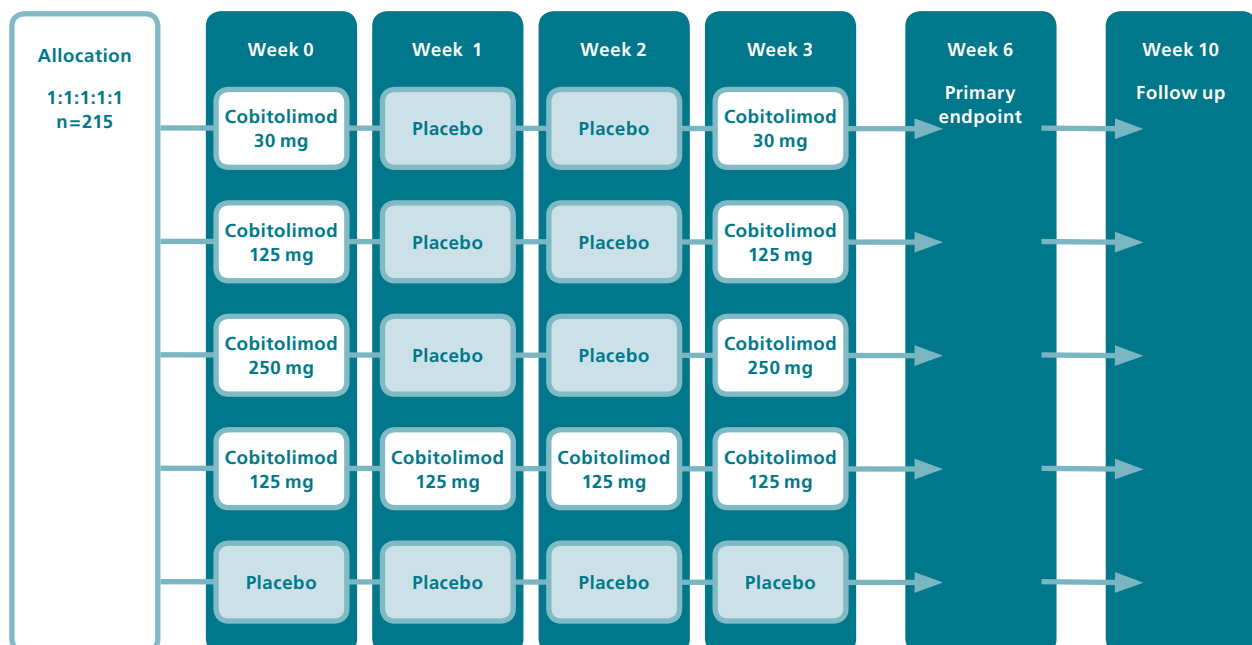 Allocation
1:1:1:1:1
n=215
Week 0
Week 1
Week 2
Week 3
Week 6
Primary
endpoint
Week 10
Follow up
Cobitolimod
30 mg
Placebo
Placebo
Cobitolimod
30 mg
Cobitolimod
125 mg
Placebo
Placebo
Cobitolimod
125 mg
Cobitolimod
250 mg
Placebo
Placebo
Cobitolimod
250 mg
Cobitolimod
125 mg
Cobitolimod
125 mg
Cobitolimod
125 mg
Cobitolimod
125 mg
Placebo
Placebo
Placebo
Placebo